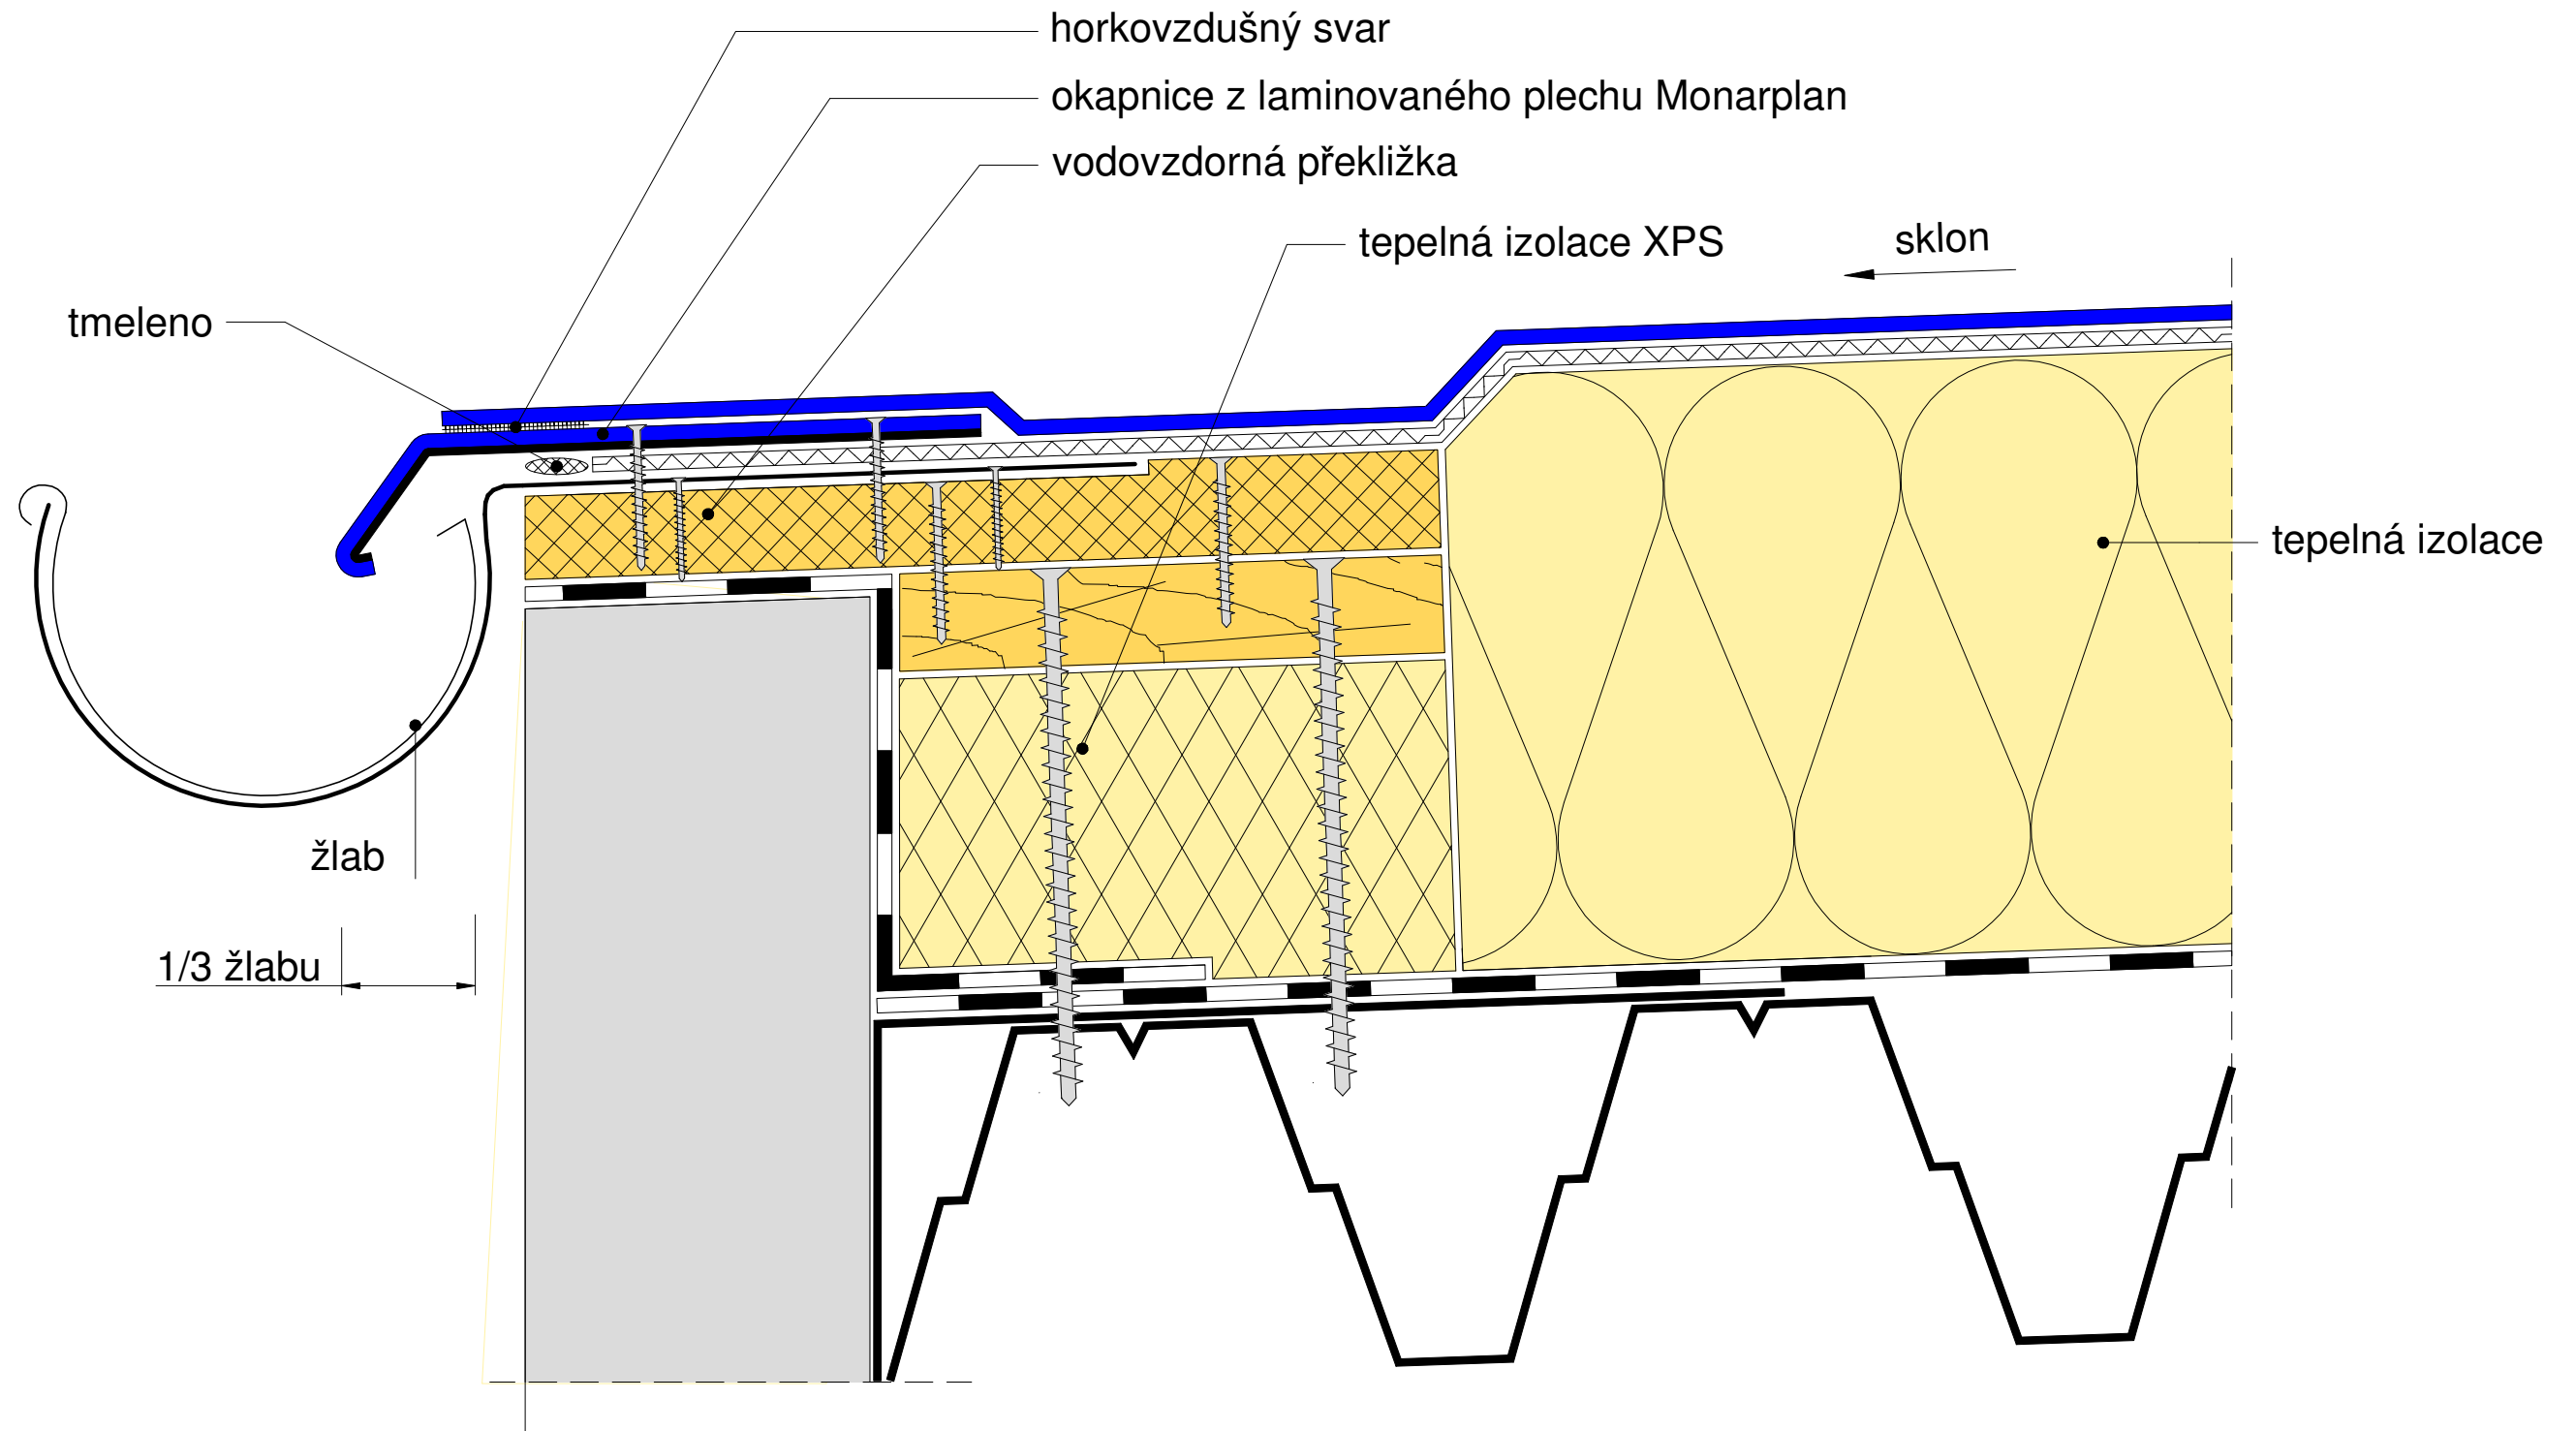 horkovzdušný svar
okapnice z laminovaného plechu Monarplan
vodovzdorná překližka
tepelná izolace XPS
sklon
tmeleno
tepelná izolace
žlab
1/3 žlabu